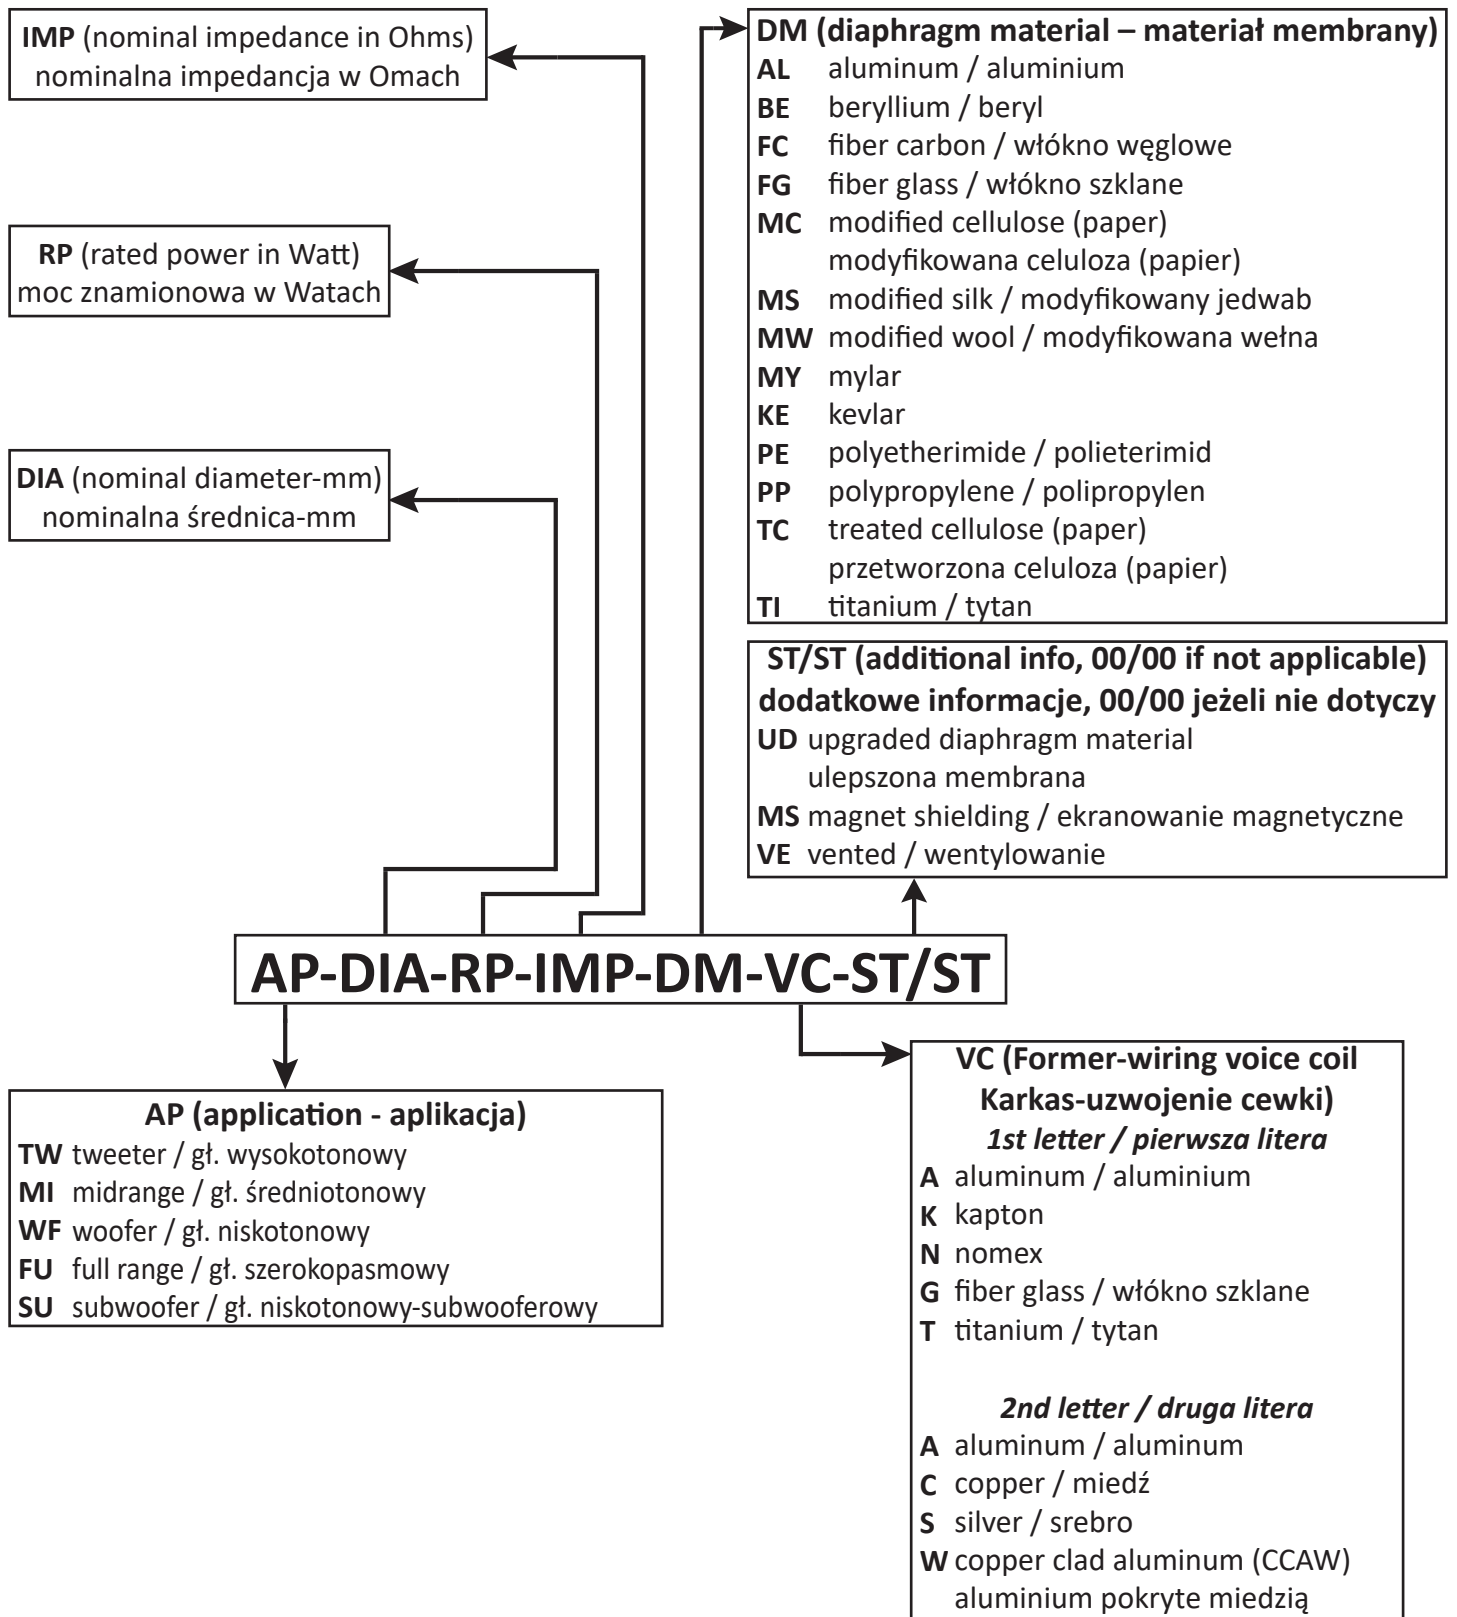 IMP (nominal impedance in Ohms)
nominalna impedancja w Omach
RP (rated power in Watt)
moc znamionowa w Watach
DIA (nominal diameter-mm)
nominalna średnica-mm
DM (diaphragm material – materiał membrany)
AL aluminum / aluminium
BE beryllium / beryl
FC fiber carbon / włókno węglowe
FG fiber glass / włókno szklane
MC modified cellulose (paper)
modyfikowana celuloza (papier)
MS modified silk / modyfikowany jedwab
MW modified wool / modyfikowana wełna
MY mylar
KE kevlar
PE polyetherimide / polieterimid
PP polypropylene / polipropylen
TC treated cellulose (paper)
przetworzona celuloza (papier)
TI titanium / tytan
ST/ST (additional info, 00/00 if not applicable)
dodatkowe informacje, 00/00 jeżeli nie dotyczy
UD upgraded diaphragm material
ulepszona membrana
MS magnet shielding / ekranowanie magnetyczne
VE vented / wentylowanie
AP-DIA-RP-IMP-DM-VC-ST/ST
AP (application - aplikacja)
TW tweeter / gł. wysokotonowy
MI midrange / gł. średniotonowy
WF woofer / gł. niskotonowy
FU full range / gł. szerokopasmowy
SU subwoofer / gł. niskotonowy-subwooferowy
VC (Former-wiring voice coil
Karkas-uzwojenie cewki)
1st letter / pierwsza litera
A aluminum / aluminium
K kapton
N nomex
G fiber glass / włókno szklane
T titanium / tytan
2nd letter / druga litera
A aluminum / aluminum
C copper / miedź
S silver / srebro
W copper clad aluminum (CCAW)
aluminium pokryte miedzią